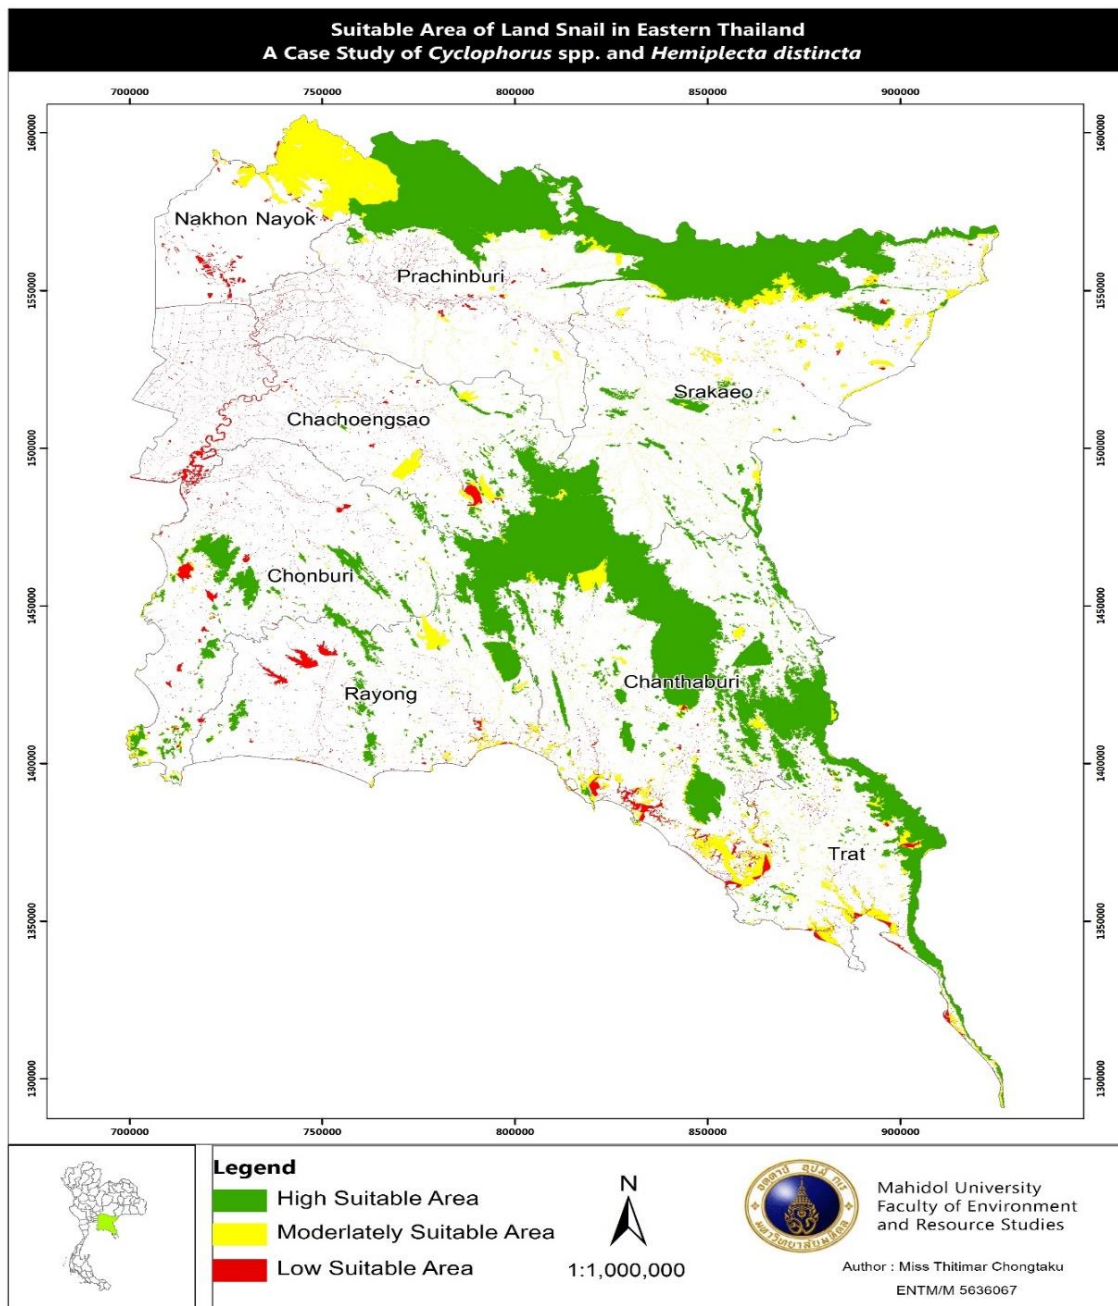 Suitable Area of Land Snail in Eastern Thailand
A Case Study of Cyclophorus spp. and Hemiplecta distincta
700000 750000 800000 850000 900000
1600000 1600000
Nakhon Nayok
Prachinburi
1550000 1550000
Srakaeo
Chachoengsao
1500000 1500000
Chonburi
1450000 1450000
Chanthaburi
Rayong
1400000 1400000
Trat
1350000 1350000
1300000 1300000
700000 750000 800000 850000 900000
Legend
High Suitable Area
Moderlately Suitable Area
Low Suitable Area
N
1:1,000,000
Mahidol University
Faculty of Environment
and Resource Studies
Author : Miss Thitimar Chongtaku
ENTM/M 5636067